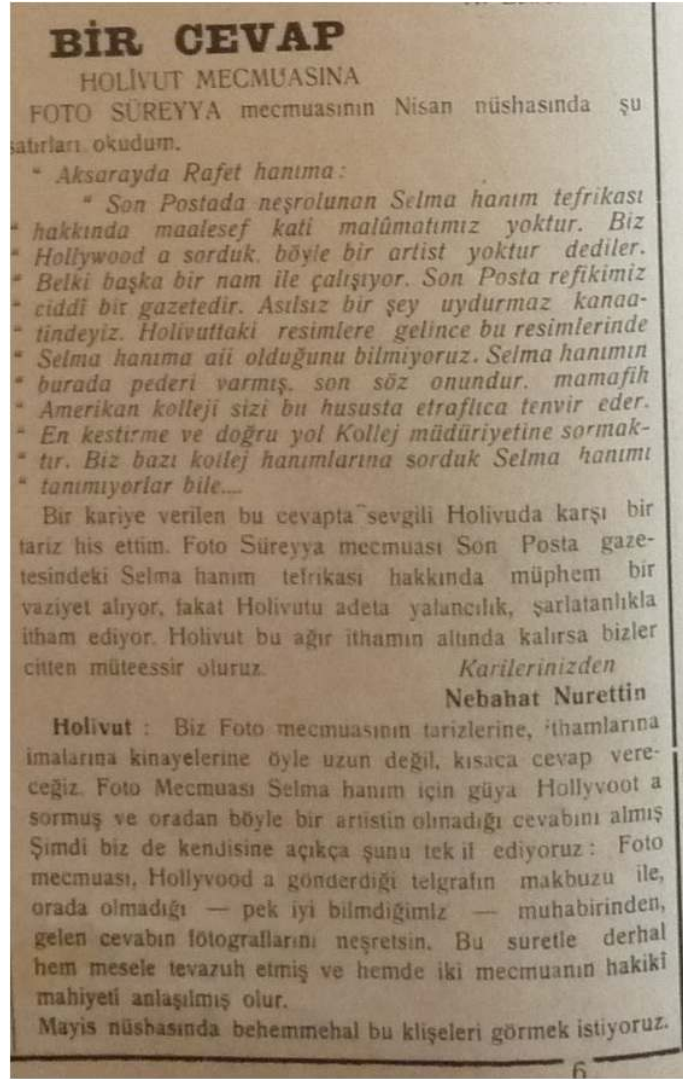 BİR CEVAP
HOLİVUT MECMUASINA
FOTO SÜREYYA mecmuasının Nisan nüshasında şu
satırları okudum.
“ Aksarayda Rafet hanıma :
“ Son Postada neşrolunan Selma hanım tefrikası
“ hakkında maalesef kati malûmatımız yoktur. Biz
“ Hollywood a sorduk. böyle bir artist yoktur dediler.
“ Belki başka bir nam ile çalışıyor. Son Posta refikimiz
“ ciddî bir gazetedir. Asılsız bir şey uydurmaz kanaa-
“ tindeyiz. Holivuttaki resimlere gelince bu resimlerinde
“ Selma hanıma aii olduğunu bilmiyoruz. Selma hanımın
“ burada pederi varmış. son söz onundur. mamafih
“ Amerikan kolleji sizi bu hususta etraflıca tenvir eder.
“ En kestirme ve doğru yol Kollej müdüriyetine sormak-
“ tır. Biz bazı kollej hanımlarına sorduk Selma hanımı
“ tanımıyorlar bile....
Bir kariye verilen bu cevapta sevgili Holivuda karşı bir
tariz his ettim. Foto Süreyya mecmuası Son Posta gaze-
tesindeki Selma hanım tefrikası hakkında müphem bir
vaziyet alıyor, fakat Holivutu adeta yalancılık, şarlatanlıkla
itham ediyor. Holivut bu ağır ithamın altında kalırsa bizler
citten müteessir oluruz.
Karilerinizden
Nebahat Nurettin
Holivut : Biz Foto mecmuasının tarizlerine, ithamlarına
imalarına kinayelerine öyle uzun değil, kısaca cevap vere-
ceğiz. Foto Mecmuası Selma hanım için güya Hollyvoot a
sormuş ve oradan böyle bir artistin olmadığı cevabını almış
Şimdi biz de kendisine açıkça şunu tek il ediyoruz : Foto
mecmuası, Hollyvood a gönderdiği telgrafın makbuzu ile,
orada olmadığı — pek iyi bilmdiğimiz — muhabirinden,
gelen cevabın fotograflarını neşretsin. Bu suretle derhal
hem mesele tevazuh etmiş ve hemde iki mecmuanın hakikî
mahiyeti anlaşılmış olur.
Mayis nüsbasında behemmehal bu klişeleri görmek istiyoruz.
6